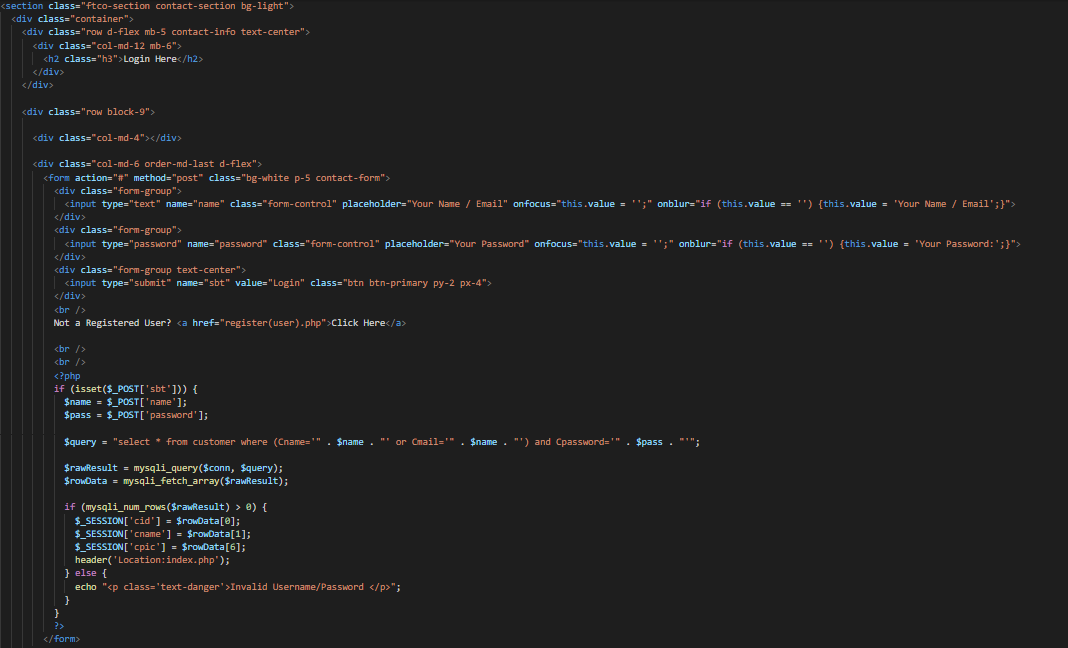 <section class="ftco-section contact-section bg-light">
<div class="container">
<div class="row d-flex mb-5 contact-info text-center">
<div class="col-md-12 mb-6">
<h2 class="h3">Login Here</h2>
</div>
</div>
<div class="row block-9">
<div class="col-md-4"></div>
<div class="col-md-6 order-md-last d-flex">
<form action="#" method="post" class="bg-white p-5 contact-form">
<div class="form-group">
<input type="text" name="name" class="form-control" placeholder="Your Name / Email" onfocus="this.value = '';" onblur="if (this.value == '') {this.value = 'Your Name / Email';}">
</div>
<div class="form-group">
<input type="password" name="password" class="form-control" placeholder="Your Password" onfocus="this.value = '';" onblur="if (this.value == '') {this.value = 'Your Password:';}">
</div>
<div class="form-group text-center">
<input type="submit" name="sbt" value="Login" class="btn btn-primary py-2 px-4">
</div>
<br />
Not a Registered User? <a href="register(user).php">Click Here</a>
<br />
<br />
<?php
if (isset($_POST['sbt'])) {
$name = $_POST['name'];
$pass = $_POST['password'];
$query = "select * from customer where (Cname='" . $name . "' or Cmail='" . $name . "') and Cpassword='" . $pass . "'";
$rawResult = mysqli_query($conn, $query);
$rowData = mysqli_fetch_array($rawResult);
if (mysqli_num_rows($rawResult) > 0) {
$_SESSION['cid'] = $rowData[0];
$_SESSION['cname'] = $rowData[1];
$_SESSION['cpic'] = $rowData[6];
header('Location:index.php');
} else {
echo "<p class='text-danger'>Invalid Username/Password </p>";
}
}
?>
</form>